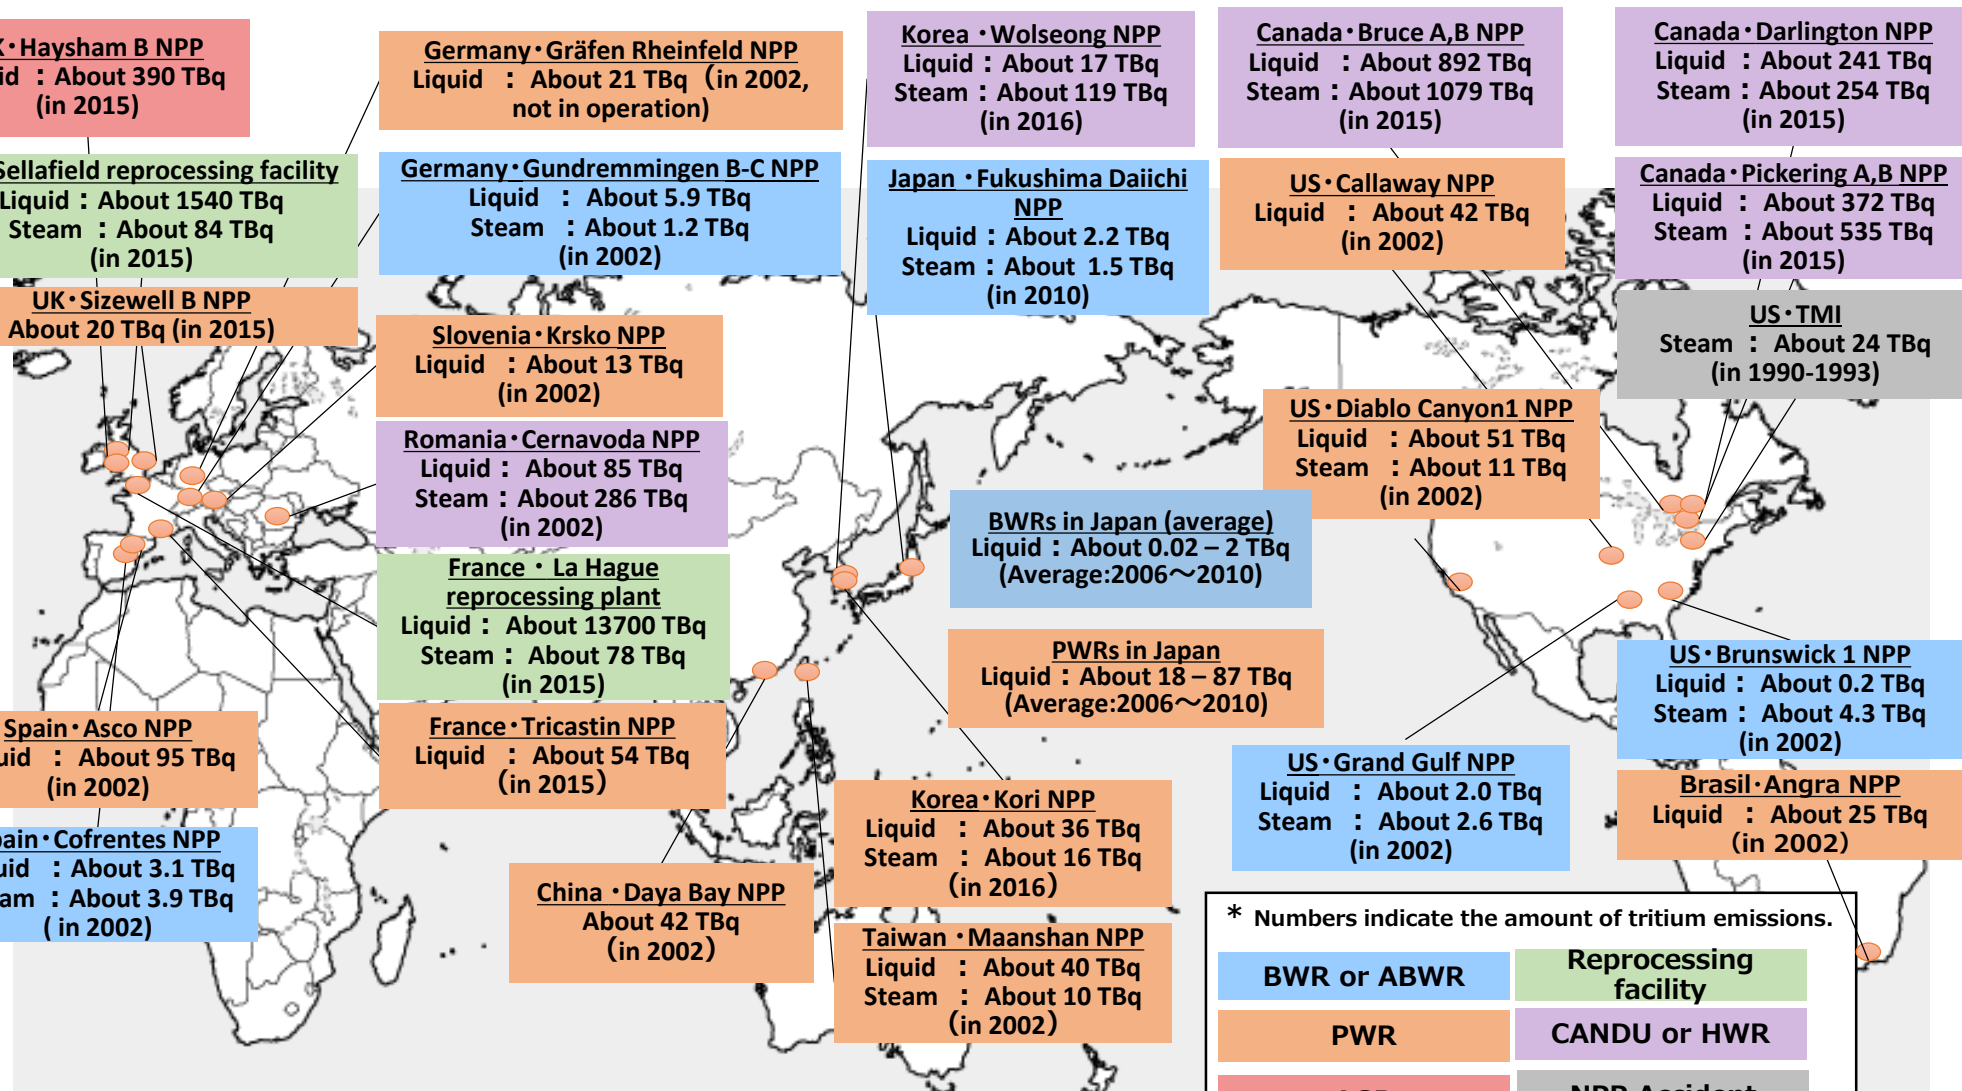 Haysham B NPP
: About 390 TBq
(in 2015)
Sellafield reprocessing facility
Liquid : About 1540 TBq
Steam : About 84 TBq
(in 2015)
UK・Sizewell B NPP
About 20 TBq (in 2015)
Germany・Gräfen Rheinfeld NPP
Liquid : About 21 TBq (in 2002,
not in operation)
Germany・Gundremmingen B-C NPP
Liquid : About 5.9 TBq
Steam : About 1.2 TBq
(in 2002)
Slovenia・Krsko NPP
Liquid : About 13 TBq
(in 2002)
Romania・Cernavoda NPP
Liquid : About 85 TBq
Steam : About 286 TBq
(in 2002)
France・La Hague
reprocessing plant
Liquid : About 13700 TBq
Steam : About 78 TBq
(in 2015)
France・Tricastin NPP
Liquid : About 54 TBq
(in 2015)
Spain・Asco NPP
: About 95 TBq
(in 2002)
・Cofrentes NPP
: About 3.1 TBq
: About 3.9 TBq
( in 2002)
China・Daya Bay NPP
About 42 TBq
(in 2002)
Korea・Wolseong NPP
Liquid : About 17 TBq
Steam : About 119 TBq
(in 2016)
Japan・Fukushima Daiichi
NPP
Liquid : About 2.2 TBq
Steam : About 1.5 TBq
(in 2010)
BWRs in Japan (average)
Liquid : About 0.02 – 2 TBq
(Average:2006～2010)
PWRs in Japan
Liquid : About 18 – 87 TBq
(Average:2006～2010)
Korea・Kori NPP
Liquid : About 36 TBq
Steam : About 16 TBq
(in 2016)
Taiwan・Maanshan NPP
Liquid : About 40 TBq
Steam : About 10 TBq
(in 2002)
Canada・Bruce A,B NPP
Liquid : About 892 TBq
Steam : About 1079 TBq
(in 2015)
US・Callaway NPP
Liquid : About 42 TBq
(in 2002)
US・Diablo Canyon1 NPP
Liquid : About 51 TBq
Steam : About 11 TBq
(in 2002)
US・Grand Gulf NPP
Liquid : About 2.0 TBq
Steam : About 2.6 TBq
(in 2002)
Canada・Darlington NPP
Liquid : About 241 TBq
Steam : About 254 TBq
(in 2015)
Canada・Pickering A,B NPP
Liquid : About 372 TBq
Steam : About 535 TBq
(in 2015)
US・TMI
Steam : About 24 TBq
(in 1990-1993)
US・Brunswick 1 NPP
Liquid : About 0.2 TBq
Steam : About 4.3 TBq
(in 2002)
Brasil・Angra NPP
Liquid : About 25 TBq
(in 2002)
* Numbers indicate the amount of tritium emissions.
BWR or ABWR
Reprocessing
facility
PWR
CANDU or HWR
NPP Accident